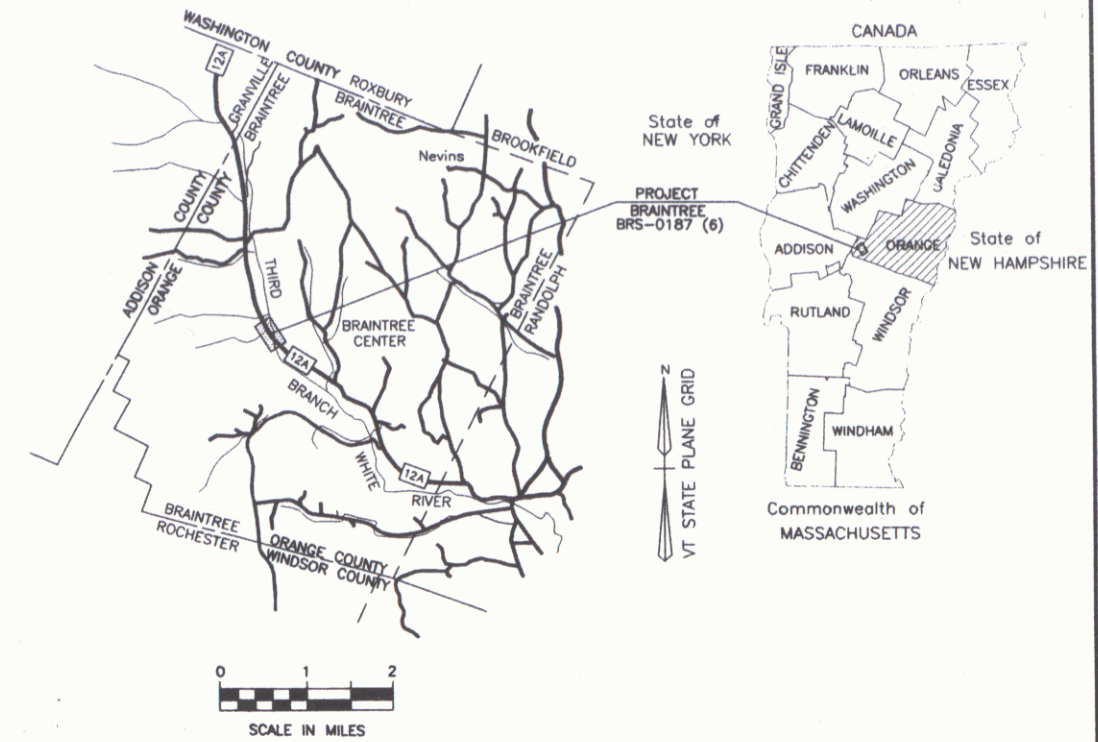 WASHINGTON COUNTY
ROXBURY
BRAINTREE
12A
GRANVILLE
BRAINTREE
BROOKFIELD
Nevins
COUNTY
COUNTY
ADDISON
ORANGE
THIRD
BRAINTREE
CENTER
BRAINTREE
RANDOLPH
12A
BRANCH
WHITE
12A
RIVER
BRAINTREE
ROCHESTER
ORANGE COUNTY
WINDSOR COUNTY
0 1 2
SCALE IN MILES
PROJECT
BRAINTREE
BRS-0187 (6)
N
VT STATE PLANE GRID
CANADA
State of
NEW YORK
GRAND ISLE
FRANKLIN
ORLEANS
ESSEX
LAMOILLE
CHITTENDEN
CALEDONIA
WASHINGTON
ADDISON
ORANGE
State of
NEW HAMPSHIRE
RUTLAND
WINDSOR
BENNINGTON
WINDHAM
Commonwealth of
MASSACHUSETTS